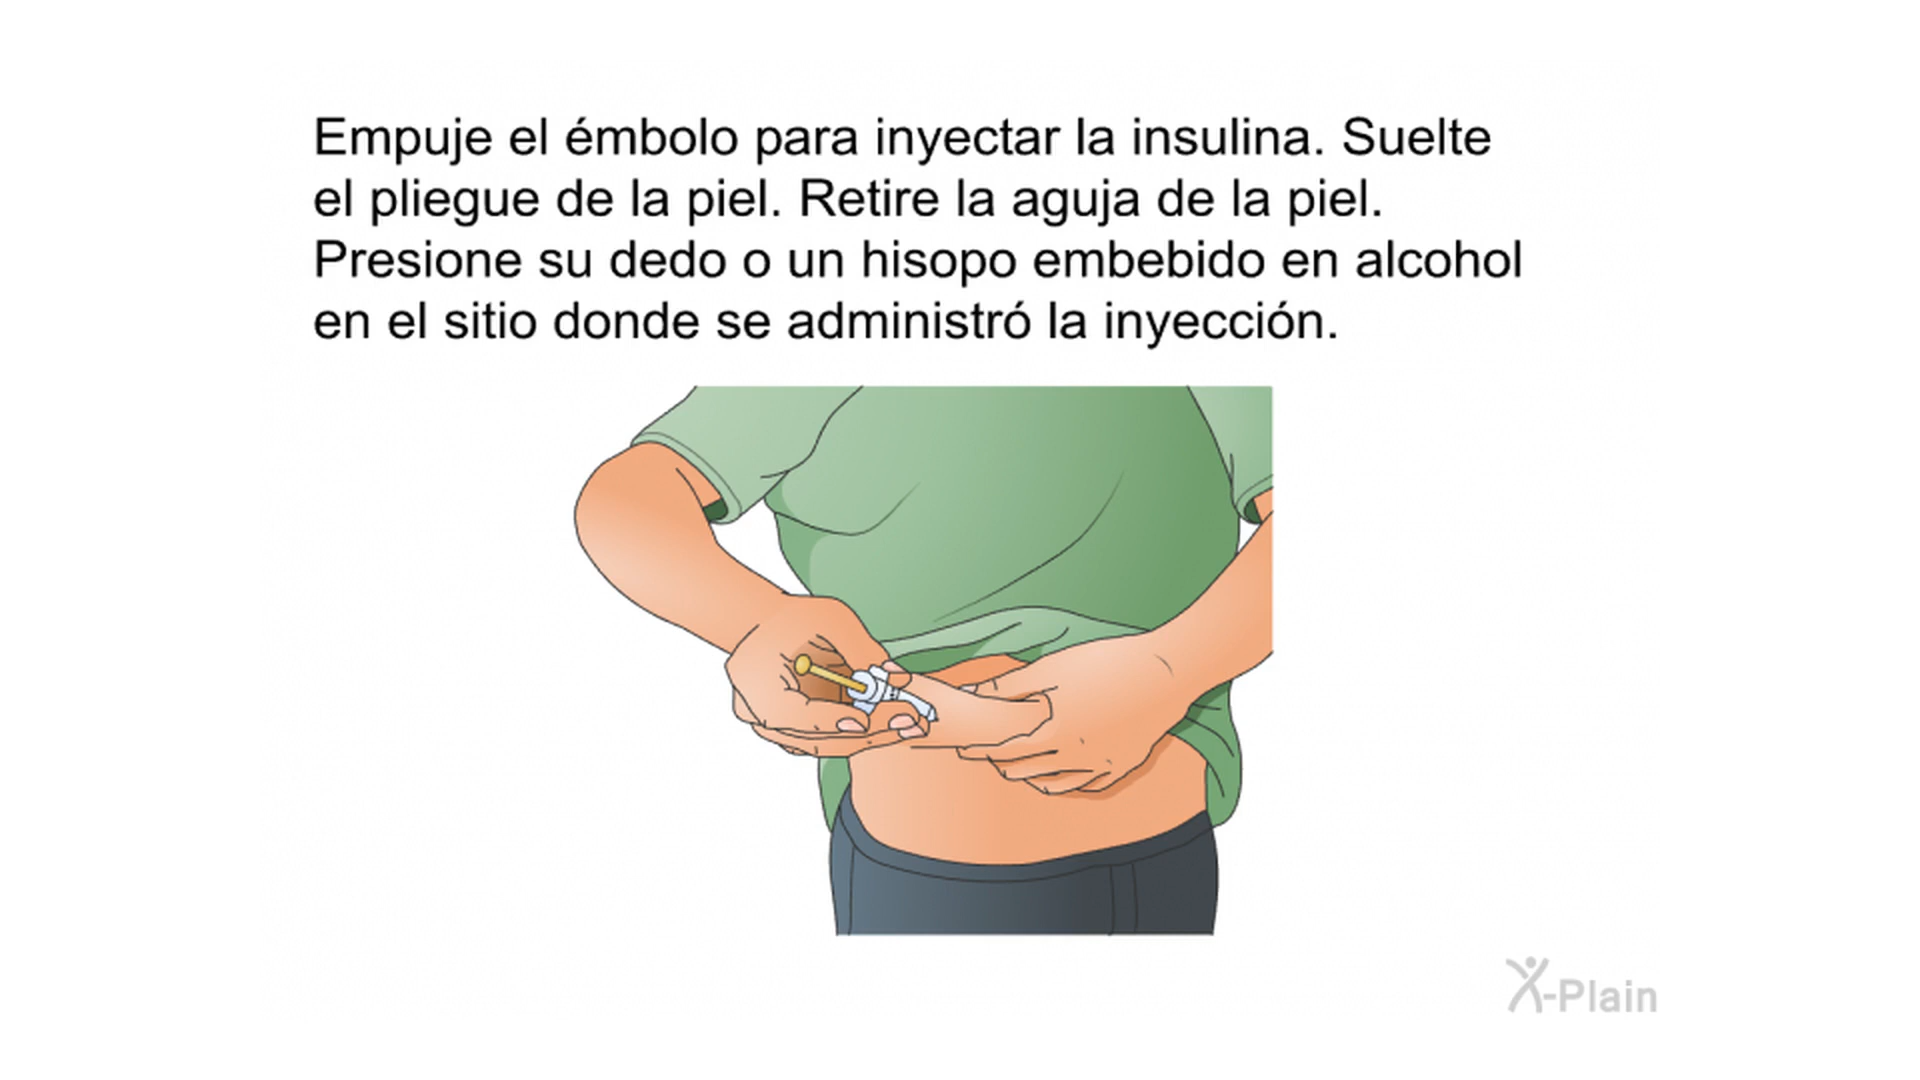 Empuje el émbolo para inyectar la insulina. Suelte
el pliegue de la piel. Retire la aguja de la piel.
Presione su dedo o un hisopo embebido en alcohol
en el sitio donde se administró la inyección.
X-Plain